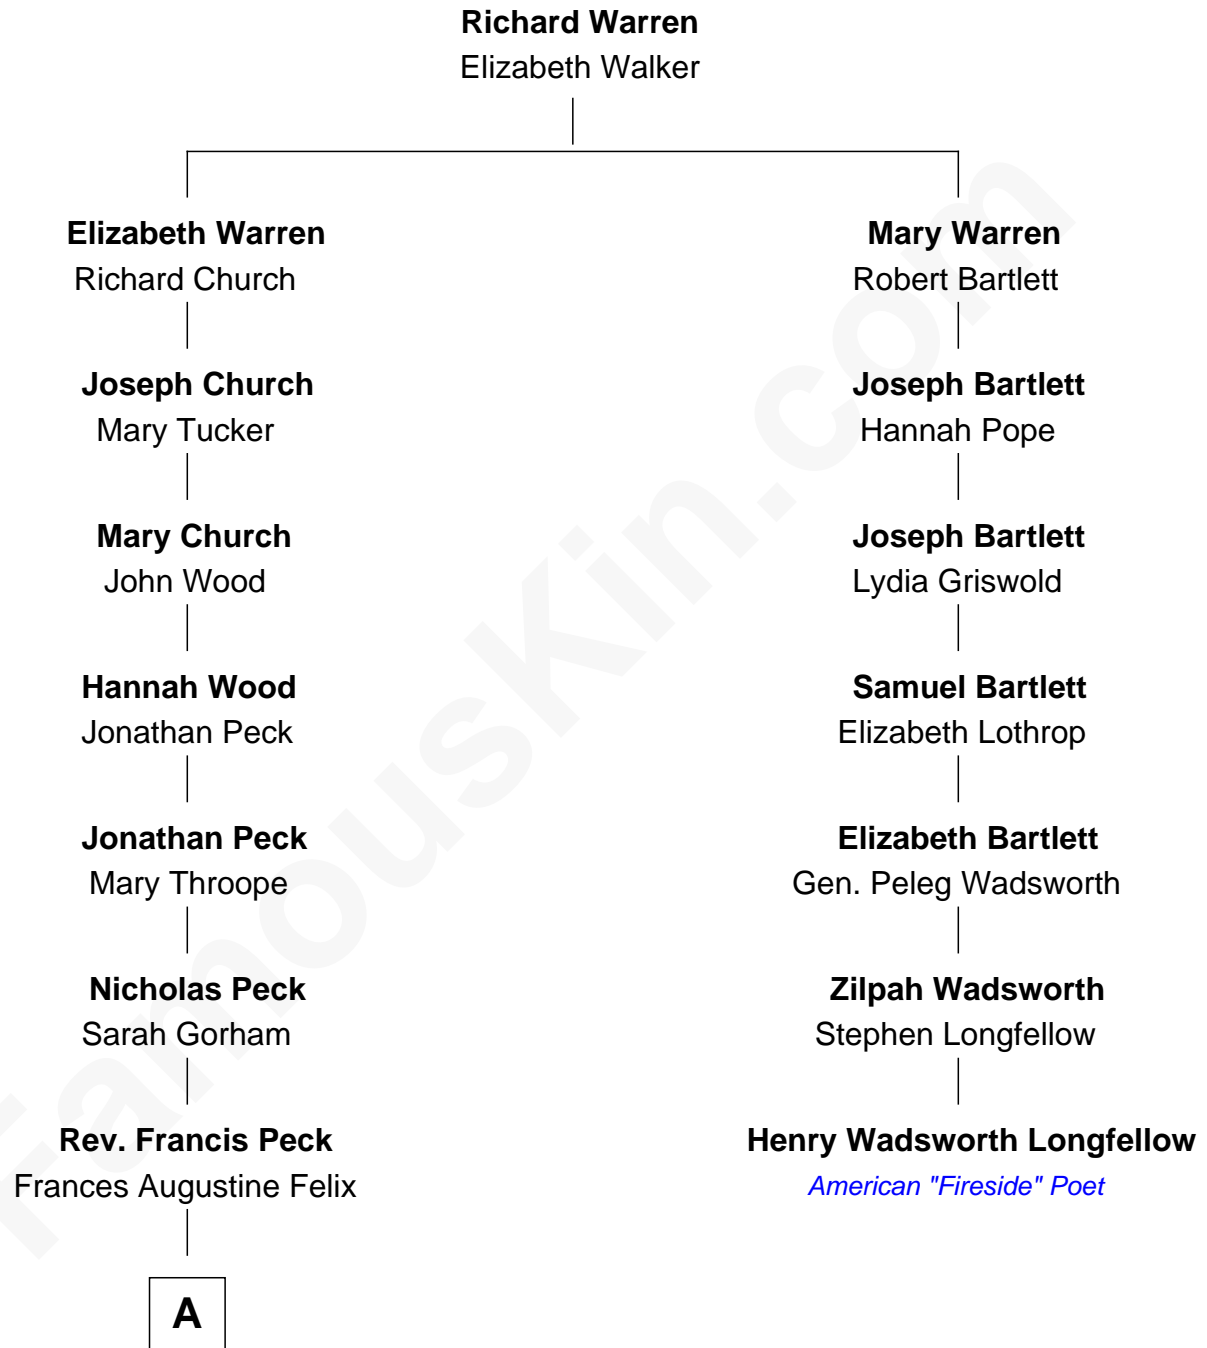 Richard Warren
Elizabeth Walker
Elizabeth Warren
Richard Church
Joseph Church
Mary Tucker
Mary Church
John Wood
Hannah Wood
Jonathan Peck
Jonathan Peck
Mary Throope
Nicholas Peck
Sarah Gorham
Rev. Francis Peck
Frances Augustine Felix
A
Mary Warren
Robert Bartlett
Joseph Bartlett
Hannah Pope
Joseph Bartlett
Lydia Griswold
Samuel Bartlett
Elizabeth Lothrop
Elizabeth Bartlett
Gen. Peleg Wadsworth
Zilpah Wadsworth
Stephen Longfellow
Henry Wadsworth Longfellow
American "Fireside" Poet
FamousKin.com